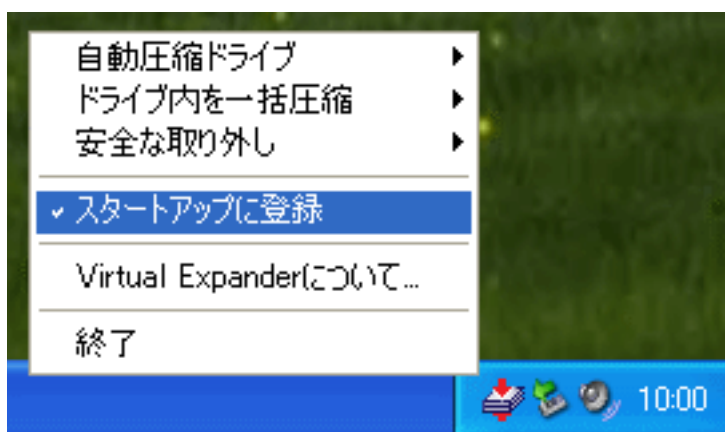 自動圧縮ドライブ
ドライブ内を一括圧縮
安全な取り外し
スタートアップに登録
Virtual Expanderについて...
終了
10:00